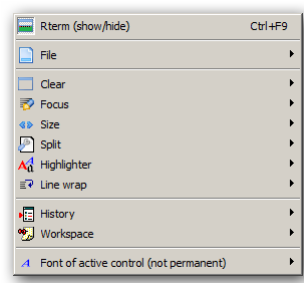 Rterm (show/hide) Ctrl+F9
File
Clear
Focus
Size
Split
Highlighter
Line wrap
History
Workspace
Font of active control (not permanent)